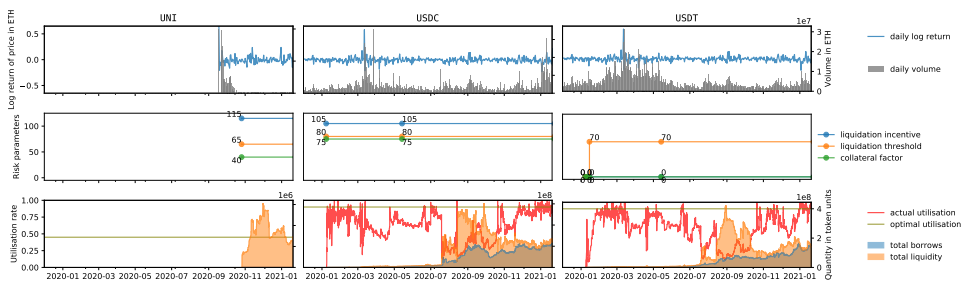 UNI
USDC
USDT
1e7
Log return of price in ETH
0.5
0.0
−0.5
3
2
1
0
Volume in ETH
daily log return
daily volume
Risk parameters
100
50
0
115
65
40
105
105
80
80
75
75
70
70
0
liquidation incentive
liquidation threshold
collateral factor
1e6
1e8
1e8
Utilisation rate
1.00
0.75
0.50
0.25
0.00
4
2
0
Quantity in token units
actual utilisation
optimal utilisation
total borrows
total liquidity
2020-01 2020-03 2020-05 2020-07 2020-09 2020-11 2021-01
2020-01 2020-03 2020-05 2020-07 2020-09 2020-11 2021-01
2020-01 2020-03 2020-05 2020-07 2020-09 2020-11 2021-01